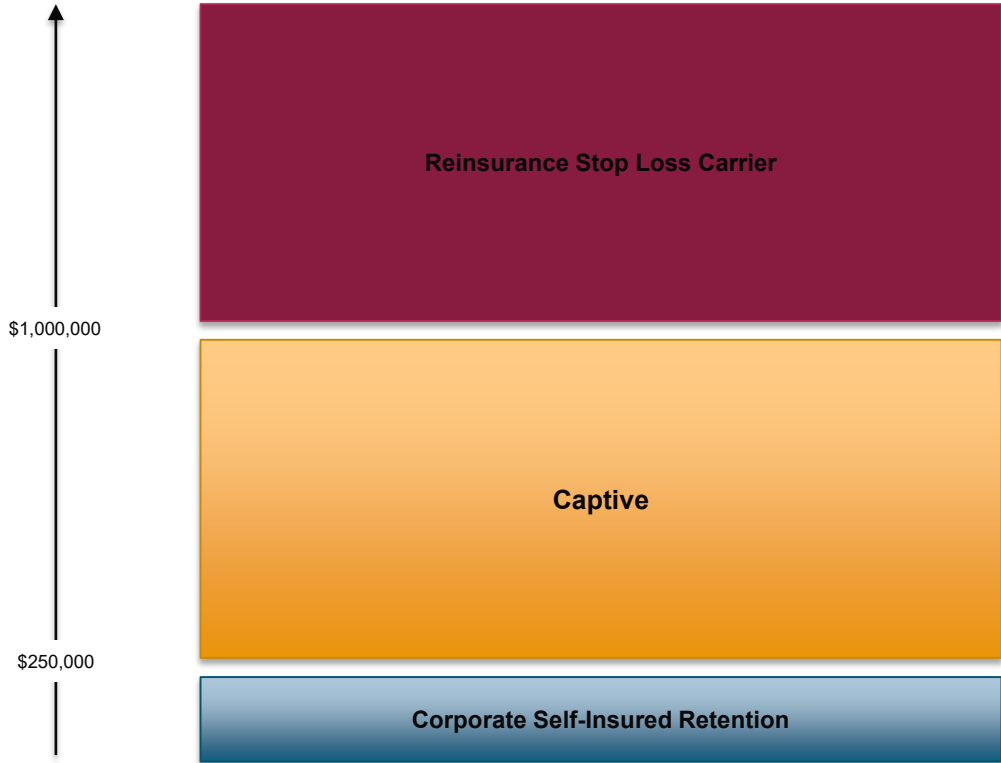 Reinsurance Stop Loss Carrier
$1,000,000
Captive
$250,000
Corporate Self-Insured Retention